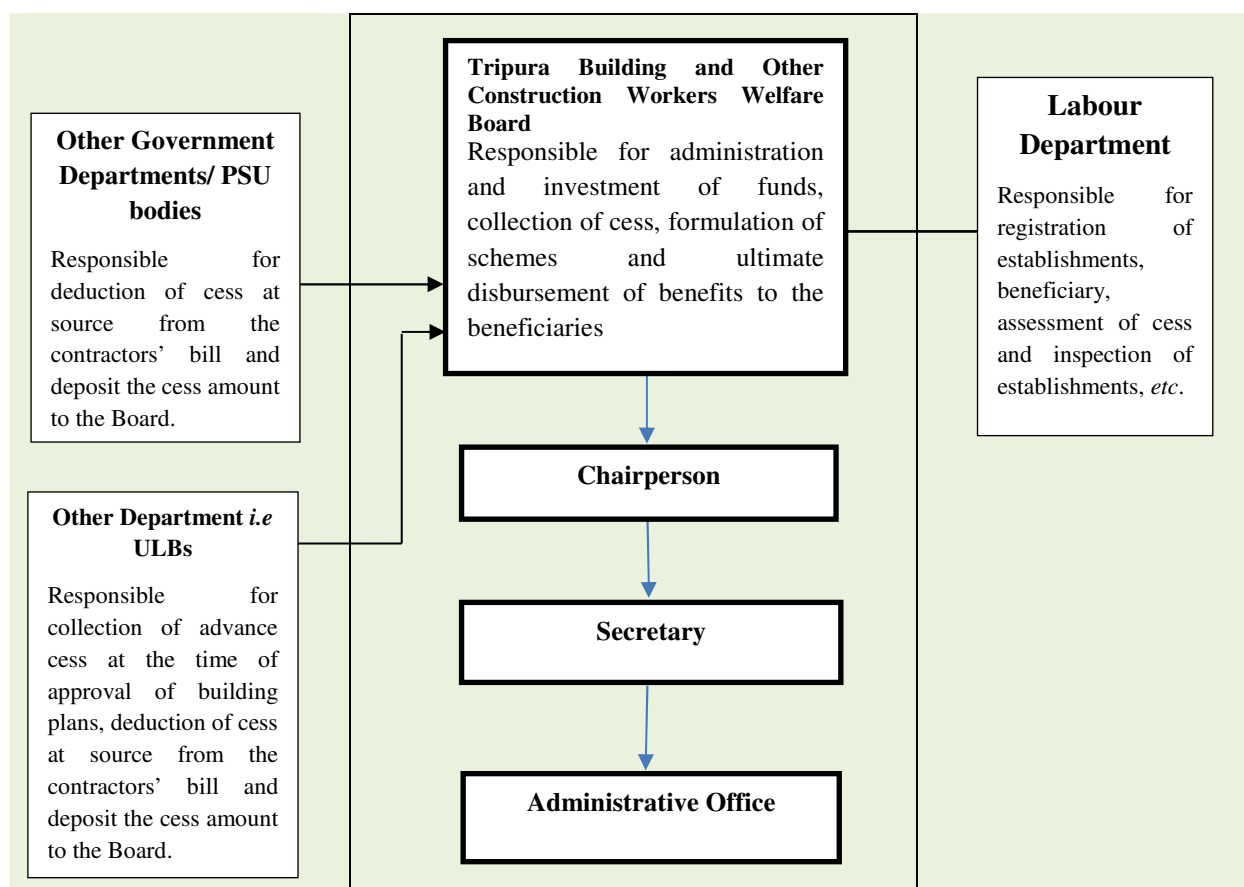 Other Government
Departments/ PSU
bodies
Responsible for
deduction of cess at
source from the
contractors’ bill and
deposit the cess amount
to the Board.
Other Department i.e
ULBs
Responsible for
collection of advance
cess at the time of
approval of building
plans, deduction of cess
at source from the
contractors’ bill and
deposit the cess amount
to the Board.
Tripura Building and Other
Construction Workers Welfare
Board
Responsible for administration
and investment of funds,
collection of cess, formulation of
schemes and ultimate
disbursement of benefits to the
beneficiaries
Chairperson
Secretary
Administrative Office
Labour
Department
Responsible for
registration of
establishments,
beneficiary,
assessment of cess
and inspection of
establishments, etc.